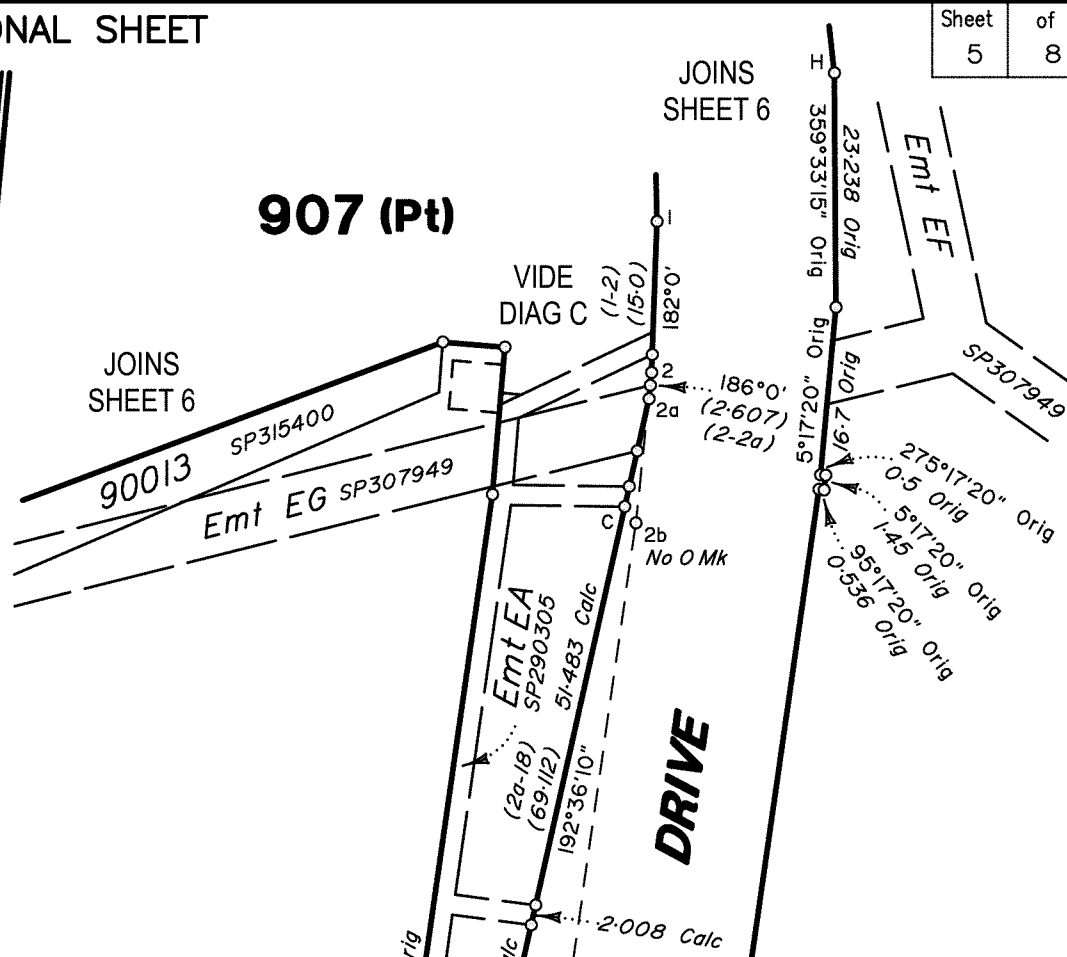 ONAL SHEET
Sheet of
5 8
JOINS
SHEET 6
H
359°33'15" Orig
23·238 Orig
Emt EF
907 (Pt)
1
VIDE
DIAG C
(1-2)
(15·0)
182°0'
JOINS
SHEET 6
SP307949
2
186°0'
(2·607)
(2-2a)
2a
5°17'20" Orig
16·7 Orig
90013
SP315400
Emt EG SP307949
275°17'20" Orig
0·5 Orig
5°17'20" Orig
1·45 Orig
95°17'20" Orig
0·536 Orig
C
2b
No O Mk
Emt EA
SP290305
51·483 Calc
(2a-18)
(69·112)
192°36'10"
DRIVE
2·008 Calc
rig
lc